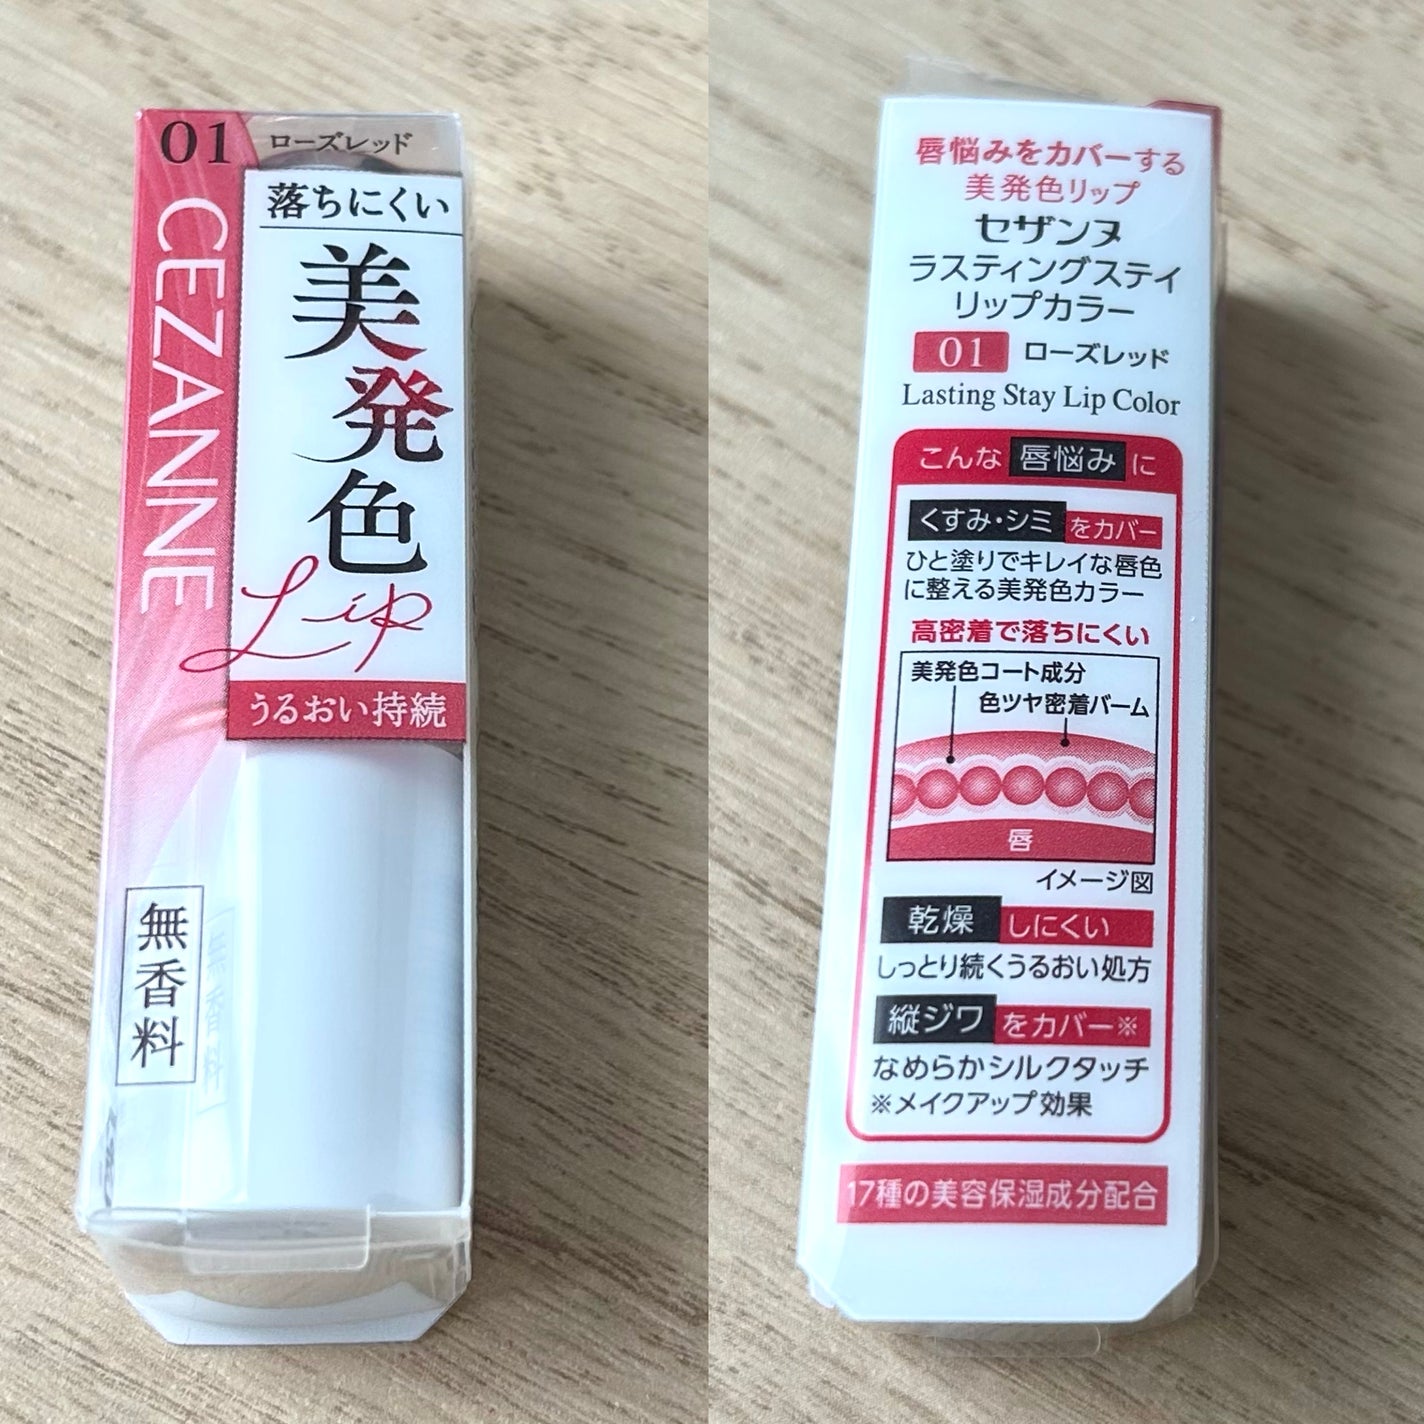 01 ローズレッド
CEZANNE
落ちにくい
美発色
Lip
うるおい持続
無香料
唇悩みをカバーする
美発色リップ
セザンヌ
ラスティングステイ
リップカラー
01 ローズレッド
Lasting Stay Lip Color
こんな 唇悩み に
くすみ・シミ をカバー
ひと塗りでキレイな唇色
に整える美発色カラー
高密着で落ちにくい
美発色コート成分
色ツヤ密着バーム
唇
イメージ図
乾燥 しにくい
しっとり続くうるおい処方
縦ジワ をカバー※
なめらかシルクタッチ
※メイクアップ効果
17種の美容保湿成分配合